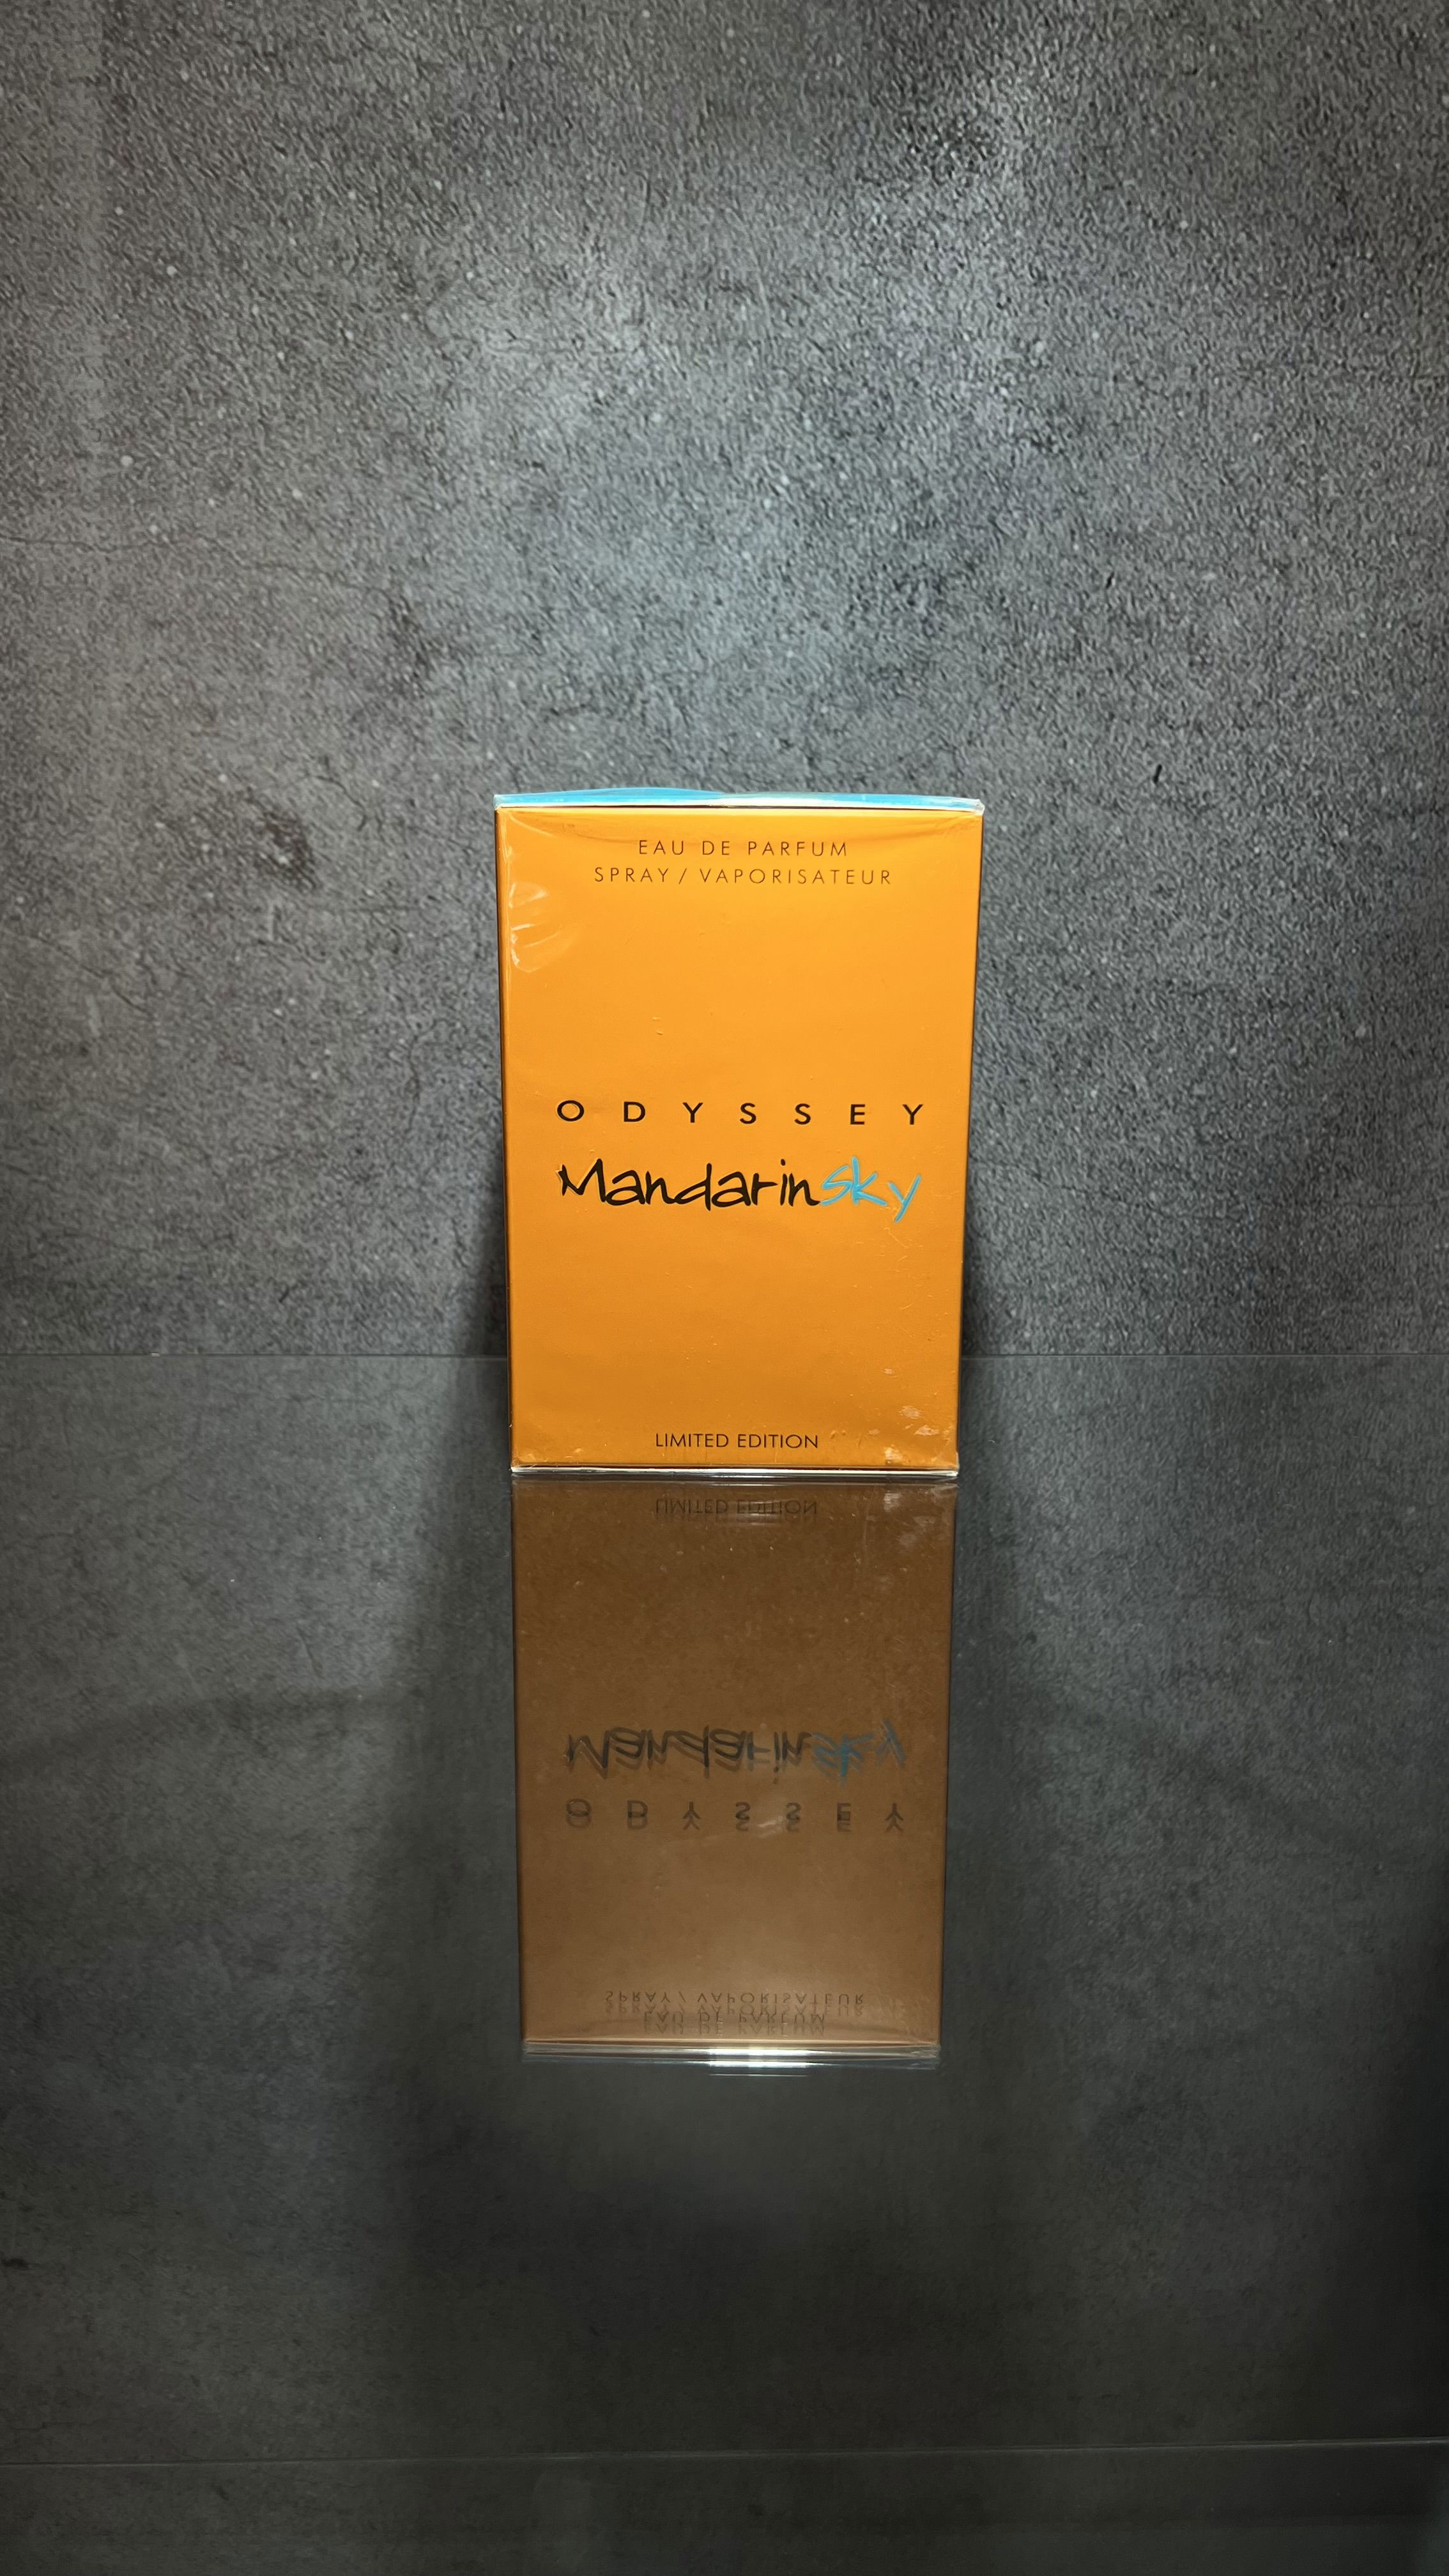 EAU DE PARFUM
SPRAY / VAPORISATEUR
ODYSSEY
Mandarinsky
LIMITED EDITION